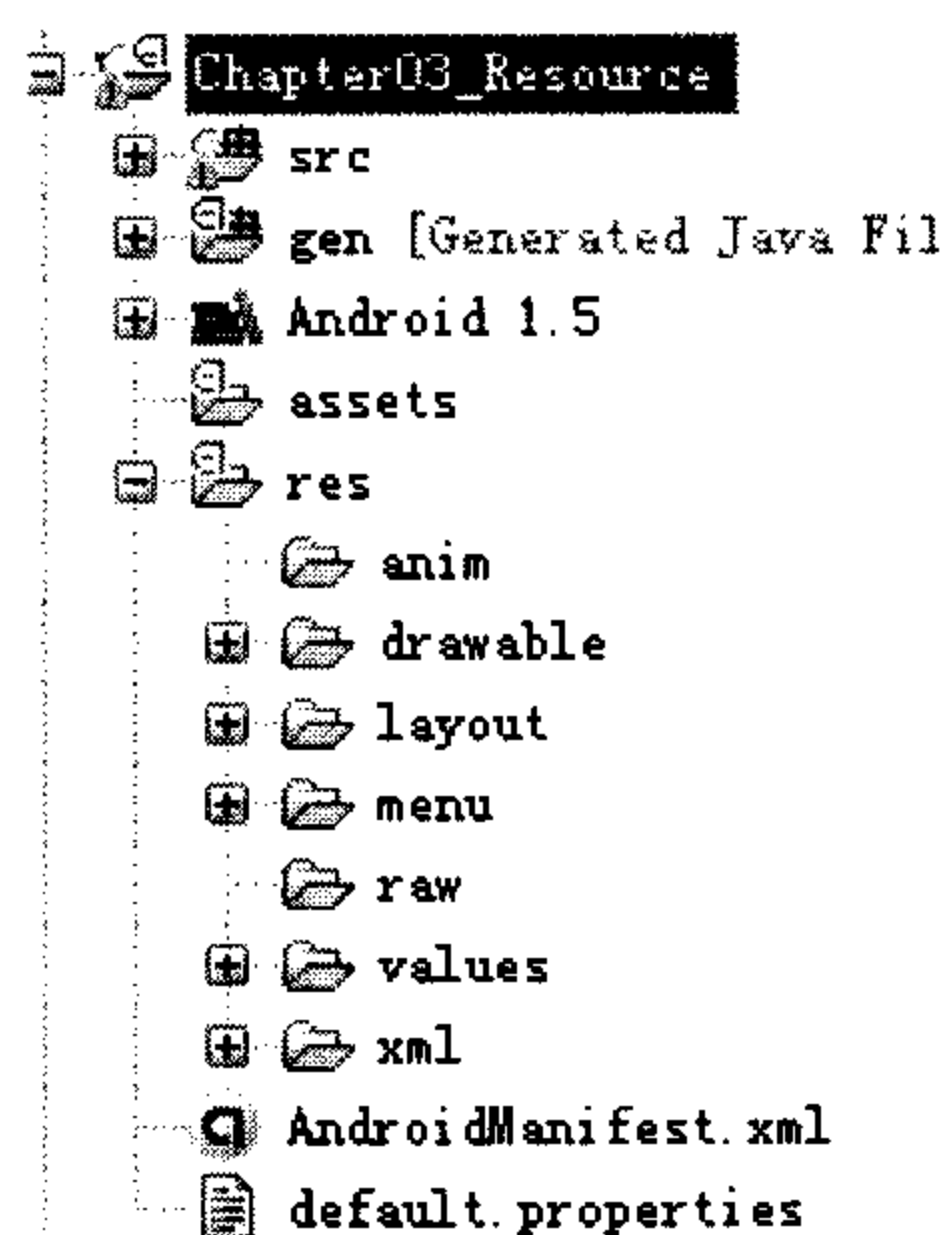 Chapter03_Resource
src
gen [Generated Java Fil
Android 1.5
assets
res
anim
drawable
layout
menu
raw
values
xml
AndroidManifest.xml
default.properties